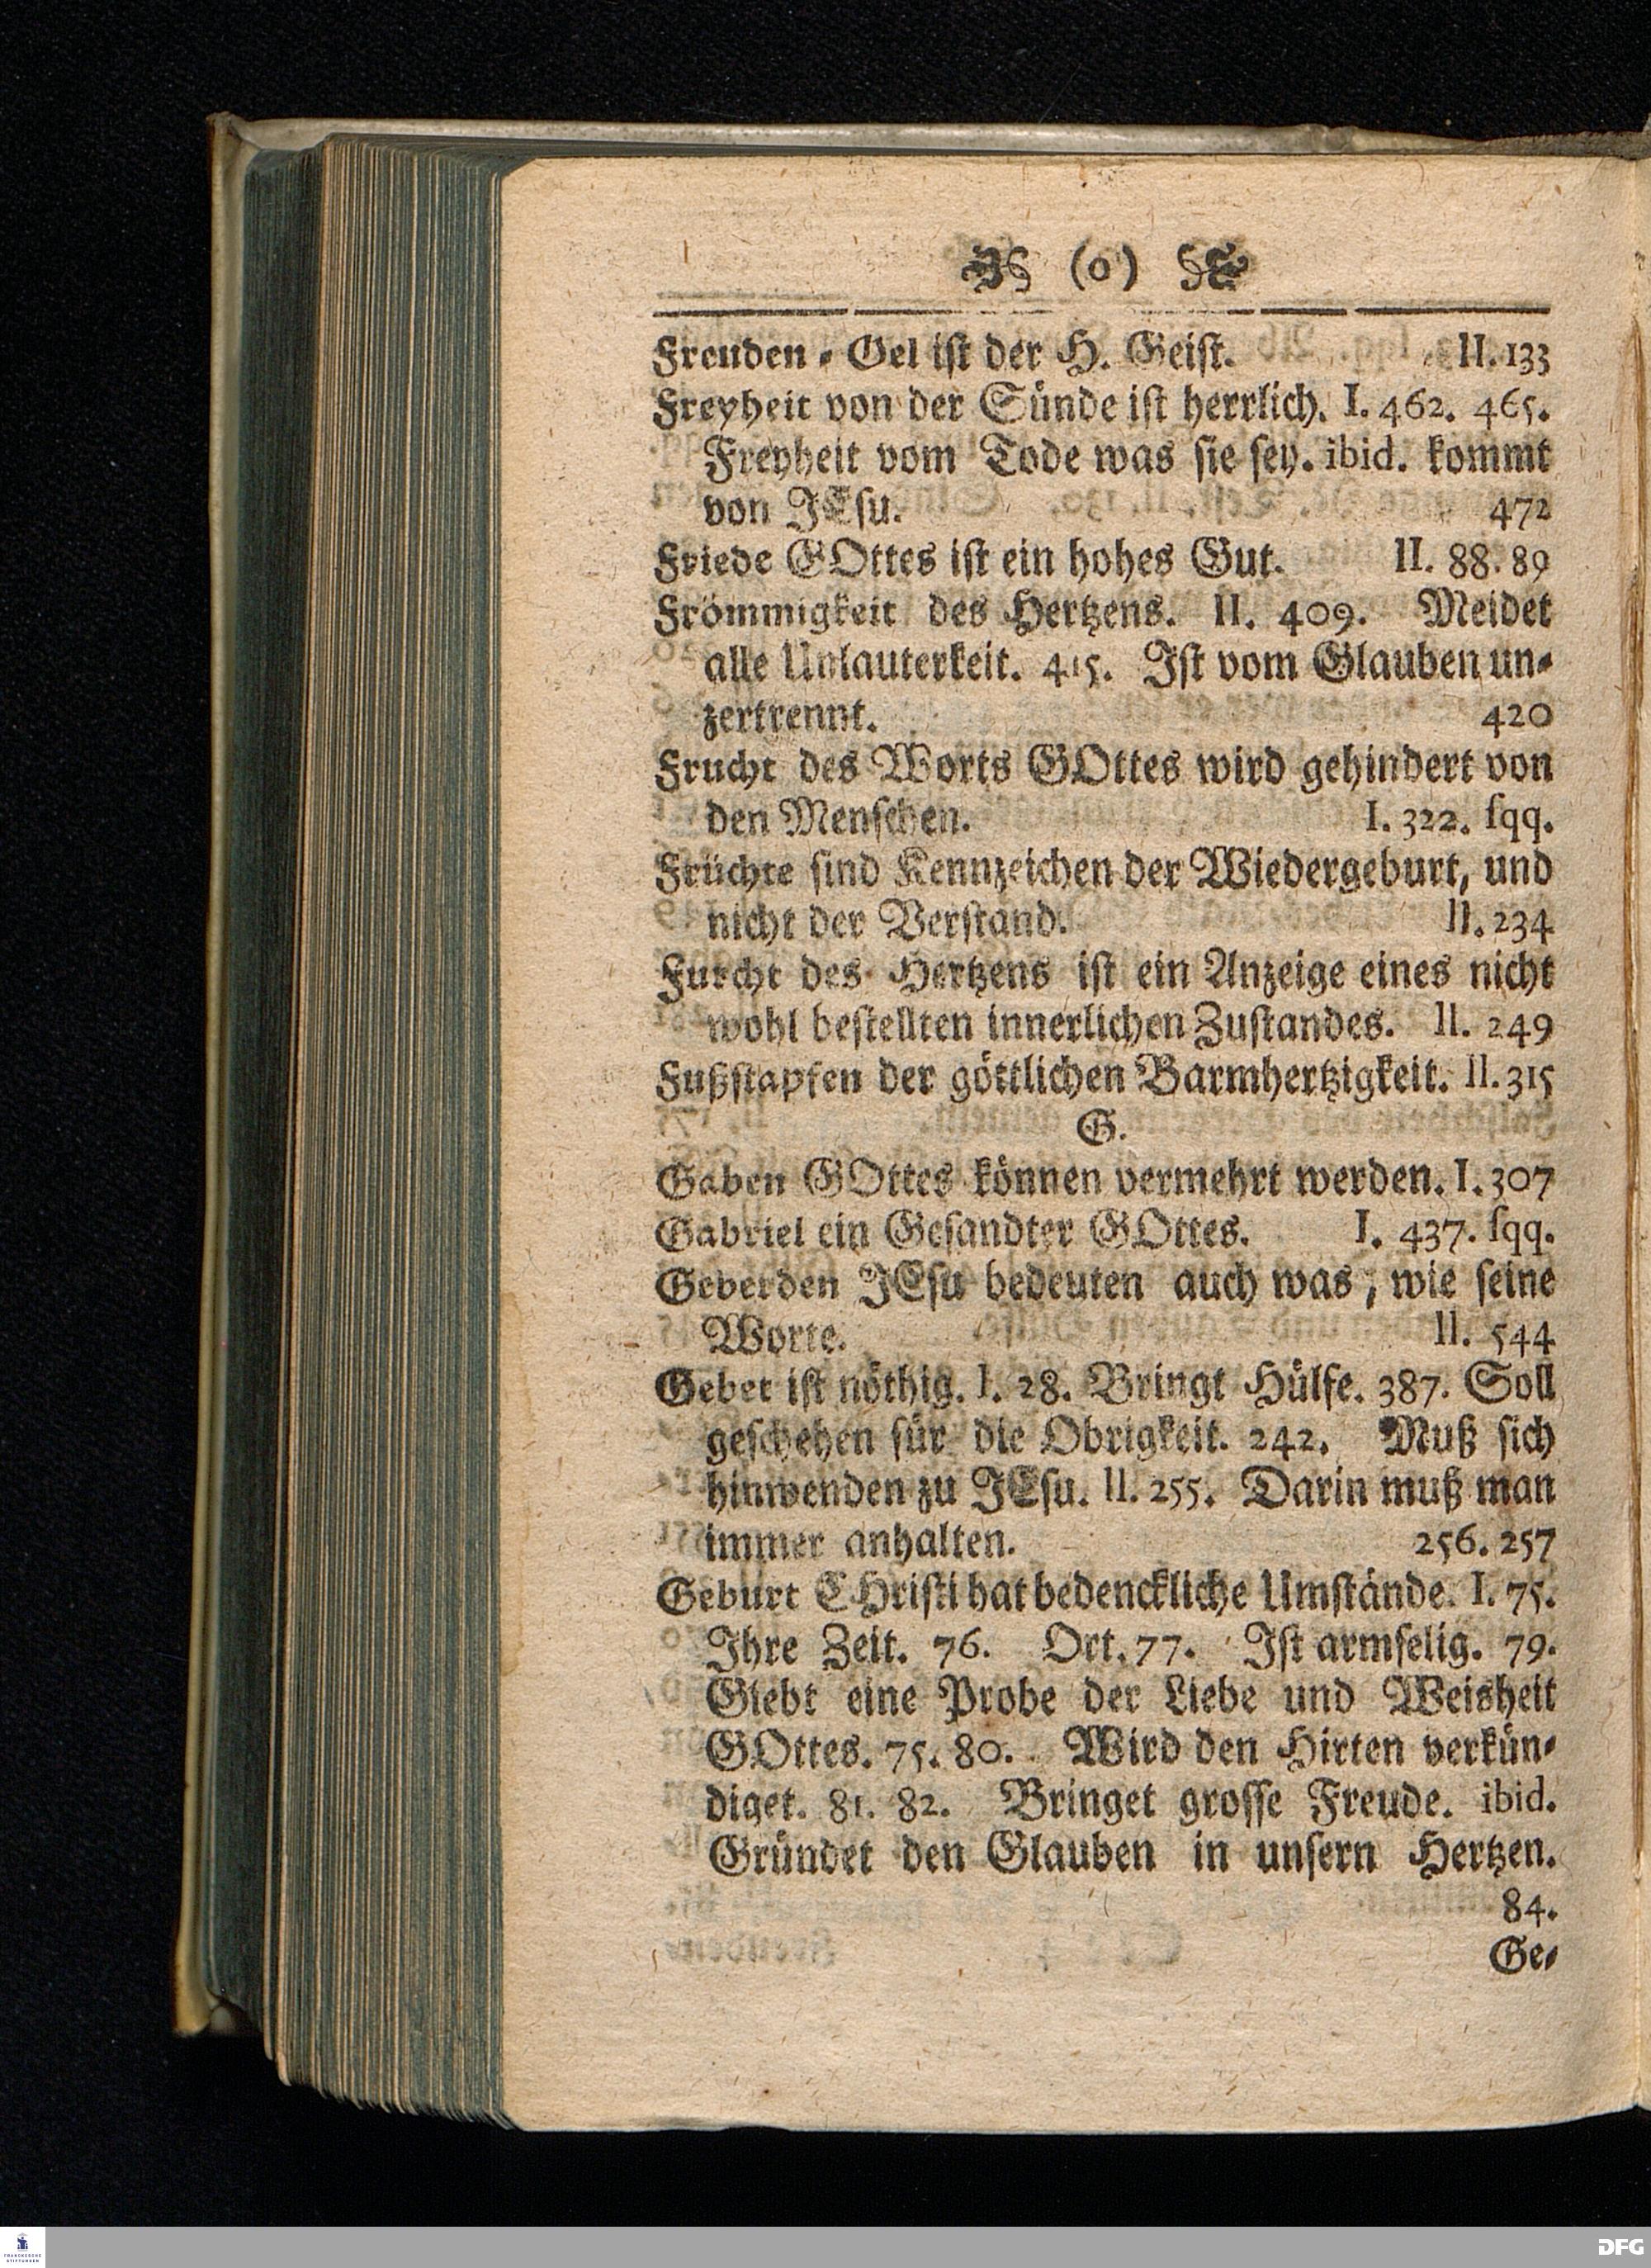 (o)
Freuden-Oel ist der H. Geist. II. 133
Freyheit von der Sünde ist herrlich. I. 462. 465.
Freyheit vom Tode was sie sey. ibid. kommt
von JEsu. 472
Friede GOttes ist ein hohes Gut. II. 88. 89
Frömmigkeit des Hertzens. II. 409. Meidet
alle Unlauterkeit. 415. Ist vom Glauben un-
zertrennt. 420
Frucht des Worts GOttes wird gehindert von
den Menschen. I. 322. sqq.
Früchte sind Kennzeichen der Wiedergeburt, und
nicht der Verstand. II. 234
Furcht des Hertzens ist ein Anzeige eines nicht
wohl bestellten innerlichen Zustandes. II. 249
Fußstapfen der göttlichen Barmhertzigkeit. II. 315
G.
Gaben GOttes können vermehrt werden. I. 307
Gabriel ein Gesandter GOttes. I. 437. sqq.
Geberden JEsu bedeuten auch was, wie seine
Worte. II. 544
Gebet ist nöthig. I. 28. Bringt Hülfe. 387. Soll
geschehen für die Obrigkeit. 242. Muß sich
hinwenden zu JEsu. II. 255. Darin muß man
immer anhalten. 256. 257
Geburt CHristi hat bedenckliche Umstände. I. 75.
Ihre Zeit. 76. Ort. 77. Ist armselig. 79.
Giebt eine Probe der Liebe und Weisheit
GOttes. 75. 80. Wird den Hirten verkün-
diget. 81. 82. Bringet grosse Freude. ibid.
Gründet den Glauben in unsern Hertzen.
84.
Ge-
FRANCKESCHE
STIFTUNGEN
DFG